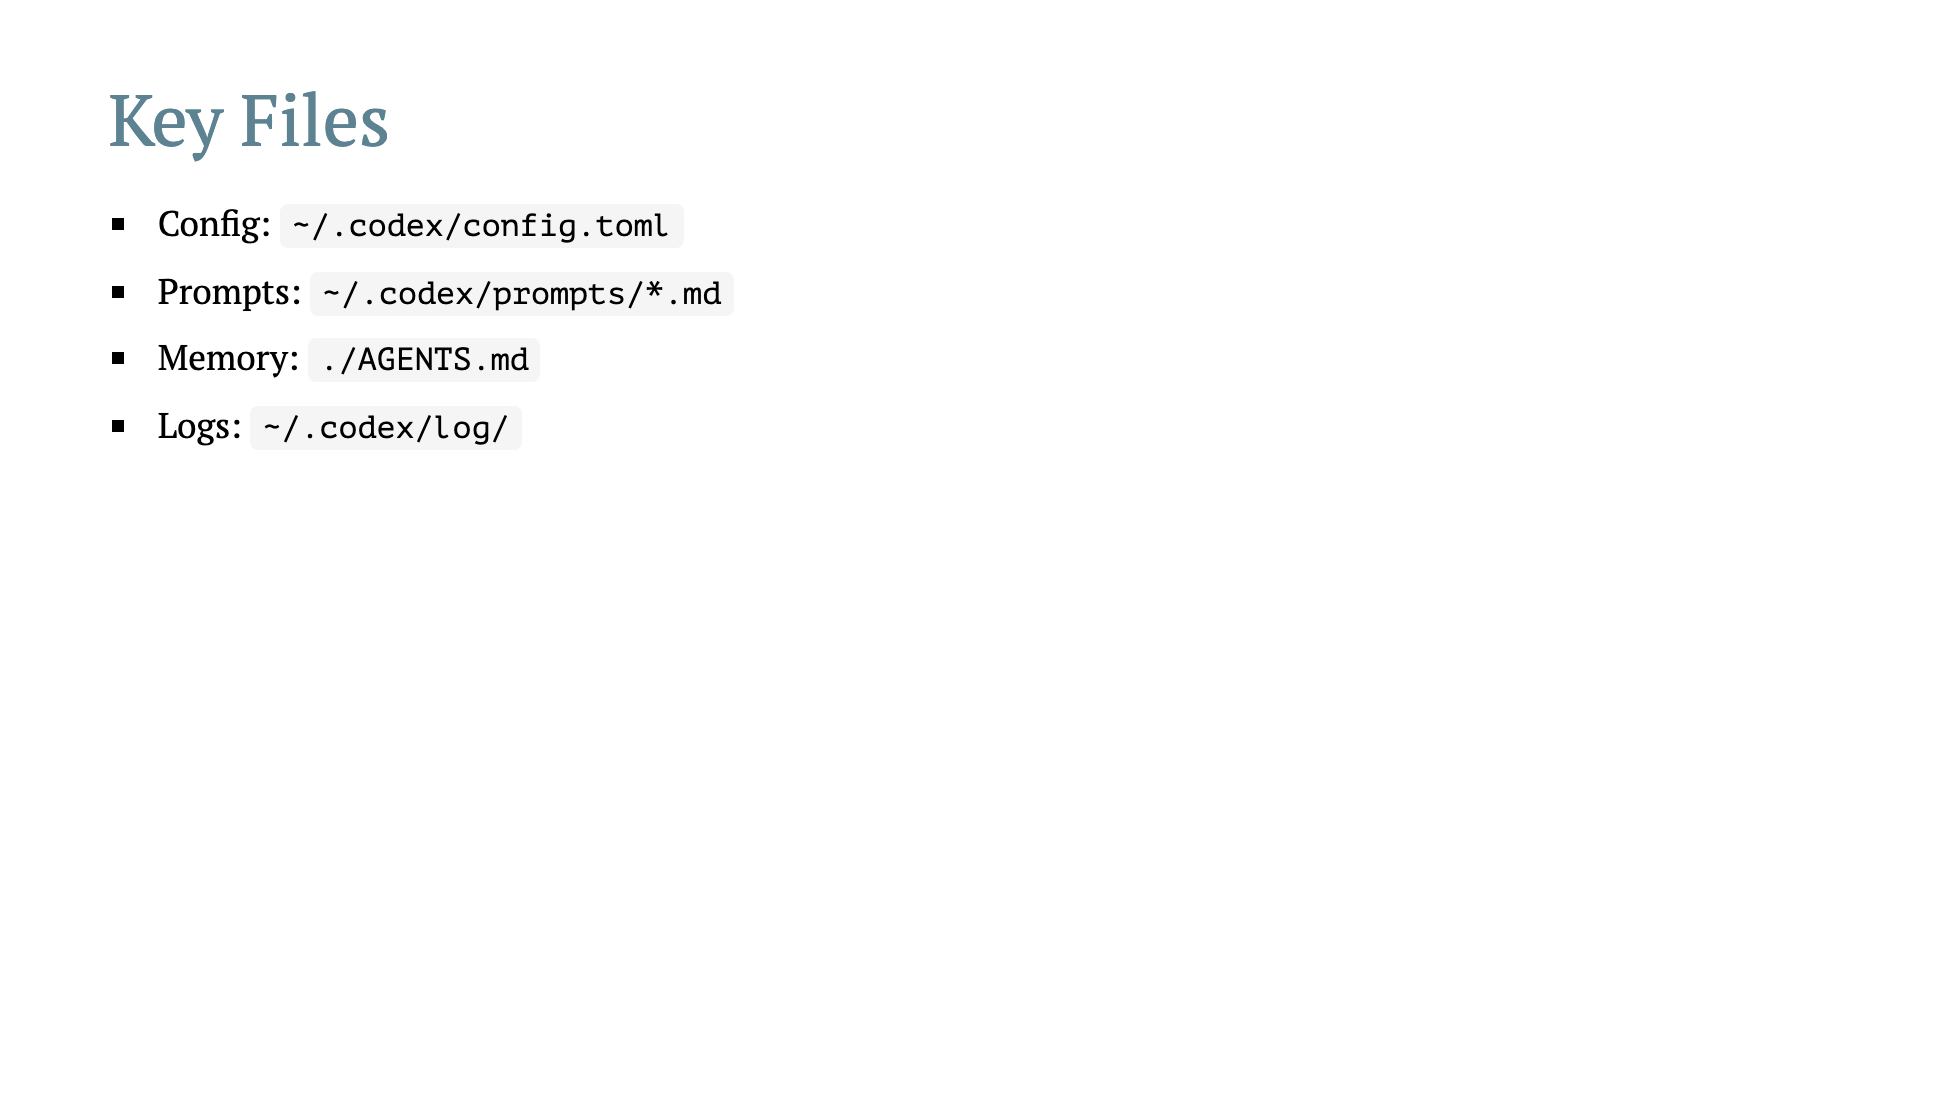 Key Files
Config: ~/.codex/config.toml
Prompts: ~/.codex/prompts/*.md
Memory: ./AGENTS.md
Logs: ~/.codex/log/